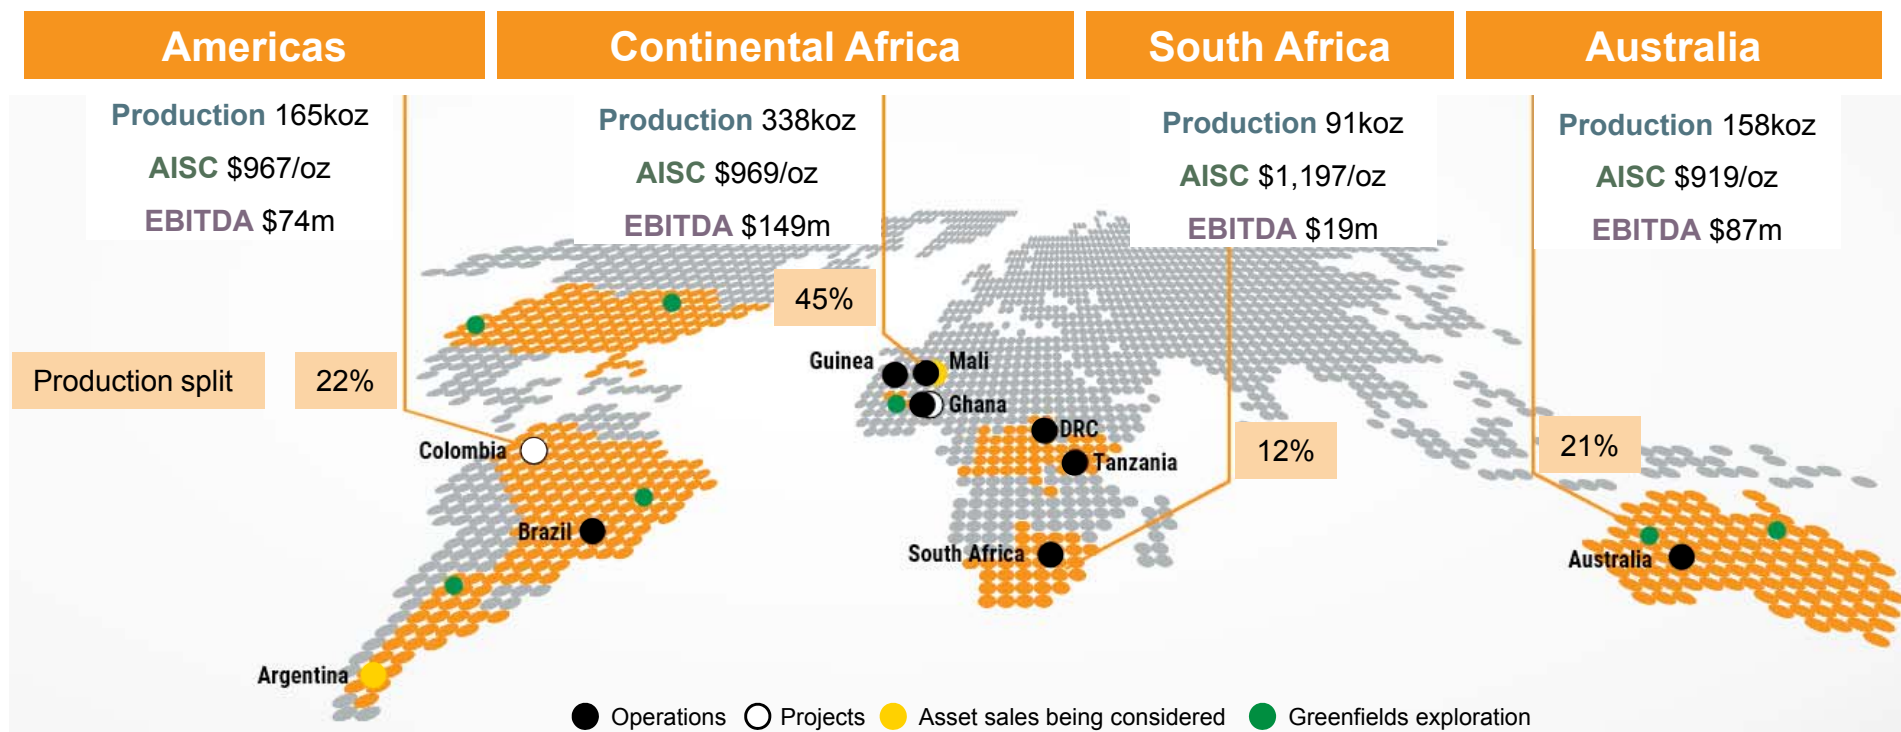 Americas
Continental Africa
South Africa
Australia
Production 165koz
AISC $967/oz
EBITDA $74m
Production 338koz
AISC $969/oz
EBITDA $149m
Production 91koz
AISC $1,197/oz
EBITDA $19m
Production 158koz
AISC $919/oz
EBITDA $87m
Production split
22%
45%
12%
21%
Guinea
Mali
Ghana
DRC
Tanzania
South Africa
Colombia
Brazil
Argentina
Australia
Operations
Projects
Asset sales being considered
Greenfields exploration